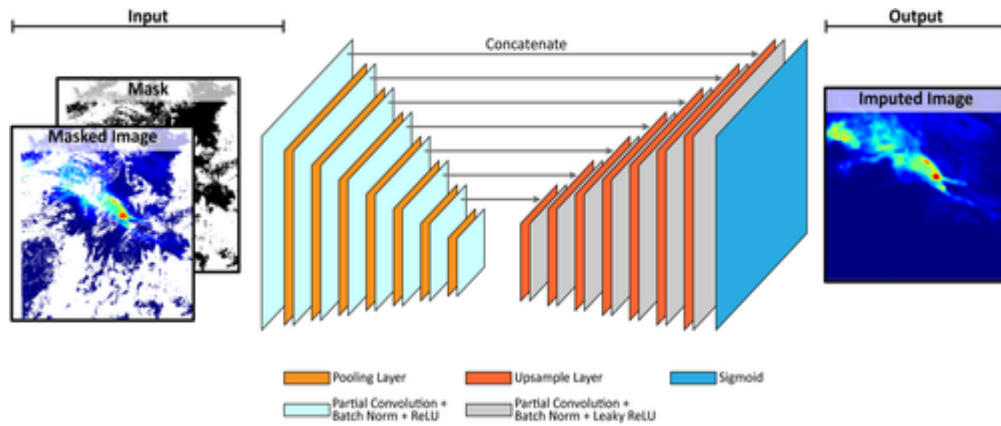 Input
Output
Concatenate
Mask
Masked Image
Imputed Image
Pooling Layer
Upsample Layer
Sigmoid
Partial Convolution +
Batch Norm + ReLU
Partial Convolution +
Batch Norm + Leaky ReLU